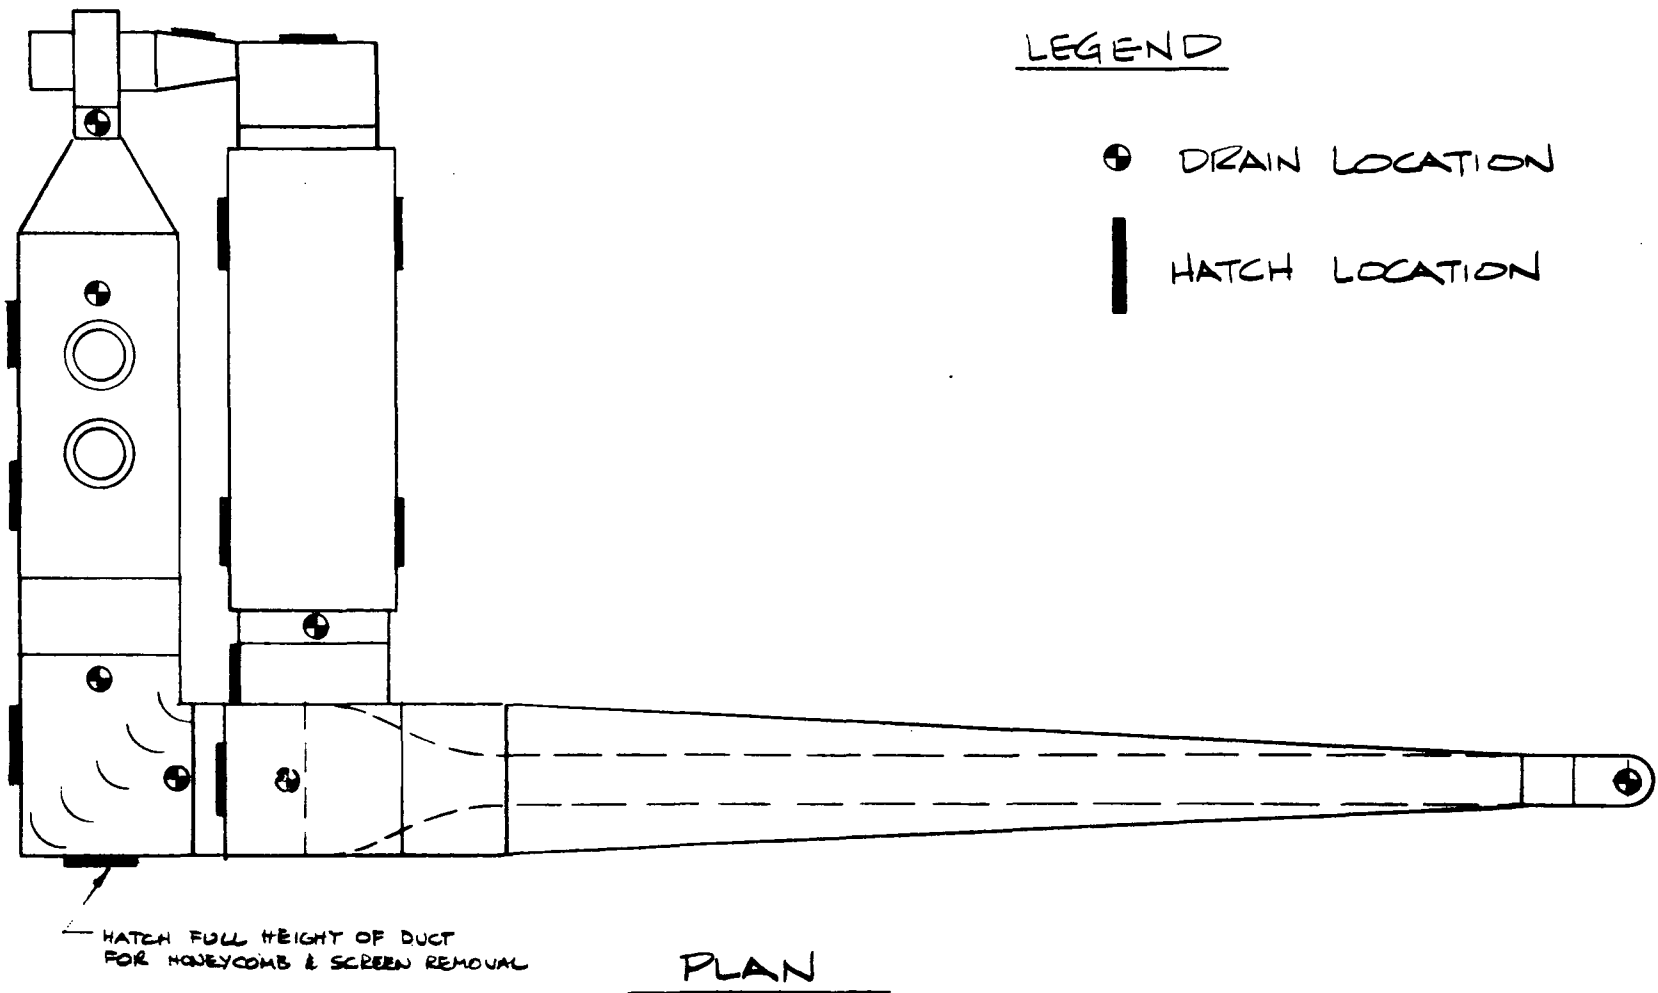 LEGEND
DRAIN LOCATION
HATCH LOCATION
HATCH FULL HEIGHT OF DUCT
FOR HONEYCOMB & SCREEN REMOVAL
PLAN